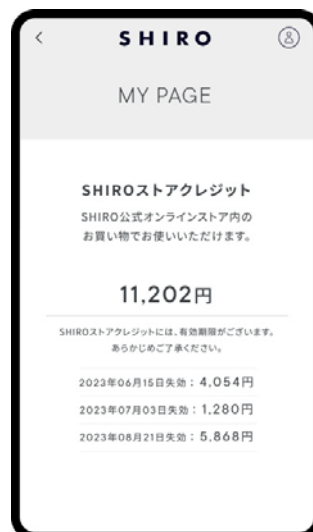 SHIRO
MY PAGE
SHIROストアクレジット
SHIRO公式オンラインストア内の
お買い物でお使いいただけます。
11,202円
SHIROストアクレジットには、有効期限がございます。
あらかじめご了承ください。
2023年06月15日失効：4,054円
2023年07月03日失効：1,280円
2023年08月21日失効：5,868円